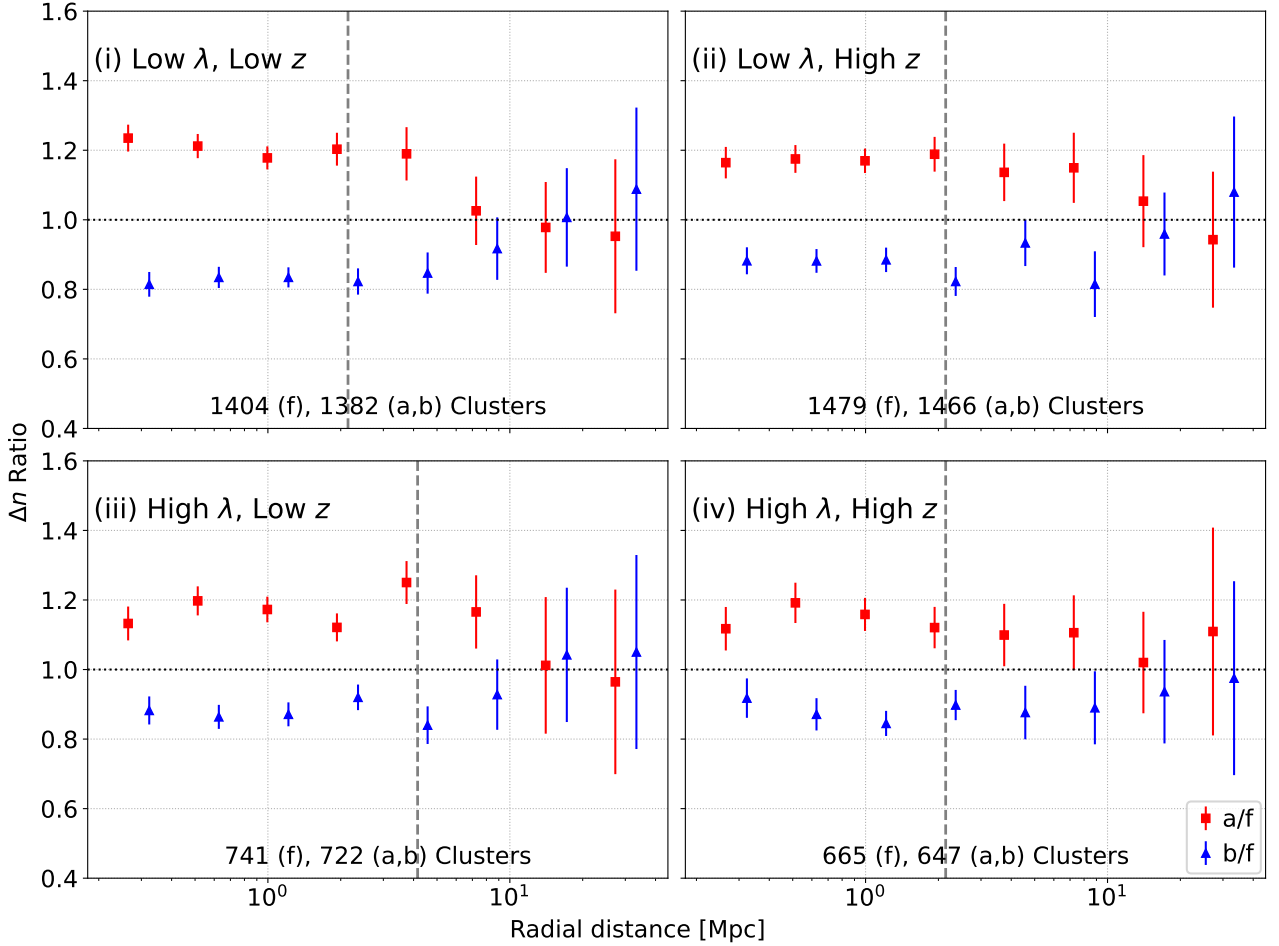 (i) Low λ, Low z
1404 (f), 1382 (a,b) Clusters
1.6
1.4
1.2
1.0
0.8
0.6
0.4
(ii) Low λ, High z
1479 (f), 1466 (a,b) Clusters
Δn Ratio
(iii) High λ, Low z
741 (f), 722 (a,b) Clusters
1.6
1.4
1.2
1.0
0.8
0.6
0.4
10⁰
10¹
(iv) High λ, High z
665 (f), 647 (a,b) Clusters
a/f
b/f
10⁰
10¹
Radial distance [Mpc]